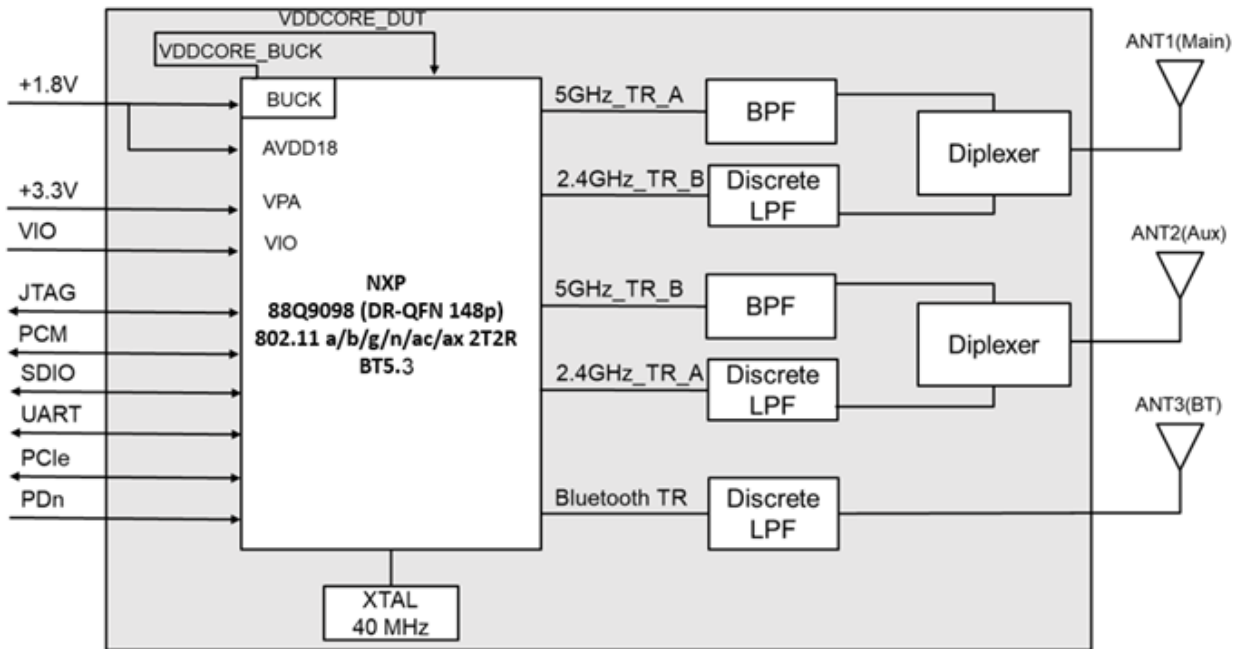 VDDCORE_DUT
VDDCORE_BUCK
ANT1(Main)
+1.8V
BUCK
5GHz_TR_A
BPF
AVDD18
Diplexer
+3.3V
VPA
2.4GHz_TR_B
Discrete
LPF
VIO
VIO
ANT2(Aux)
NXP
88Q9098 (DR-QFN 148p)
802.11 a/b/g/n/ac/ax 2T2R
BT5.3
JTAG
PCM
SDIO
UART
PCIe
PDn
5GHz_TR_B
BPF
Diplexer
2.4GHz_TR_A
Discrete
LPF
ANT3(BT)
Bluetooth TR
Discrete
LPF
XTAL
40 MHz